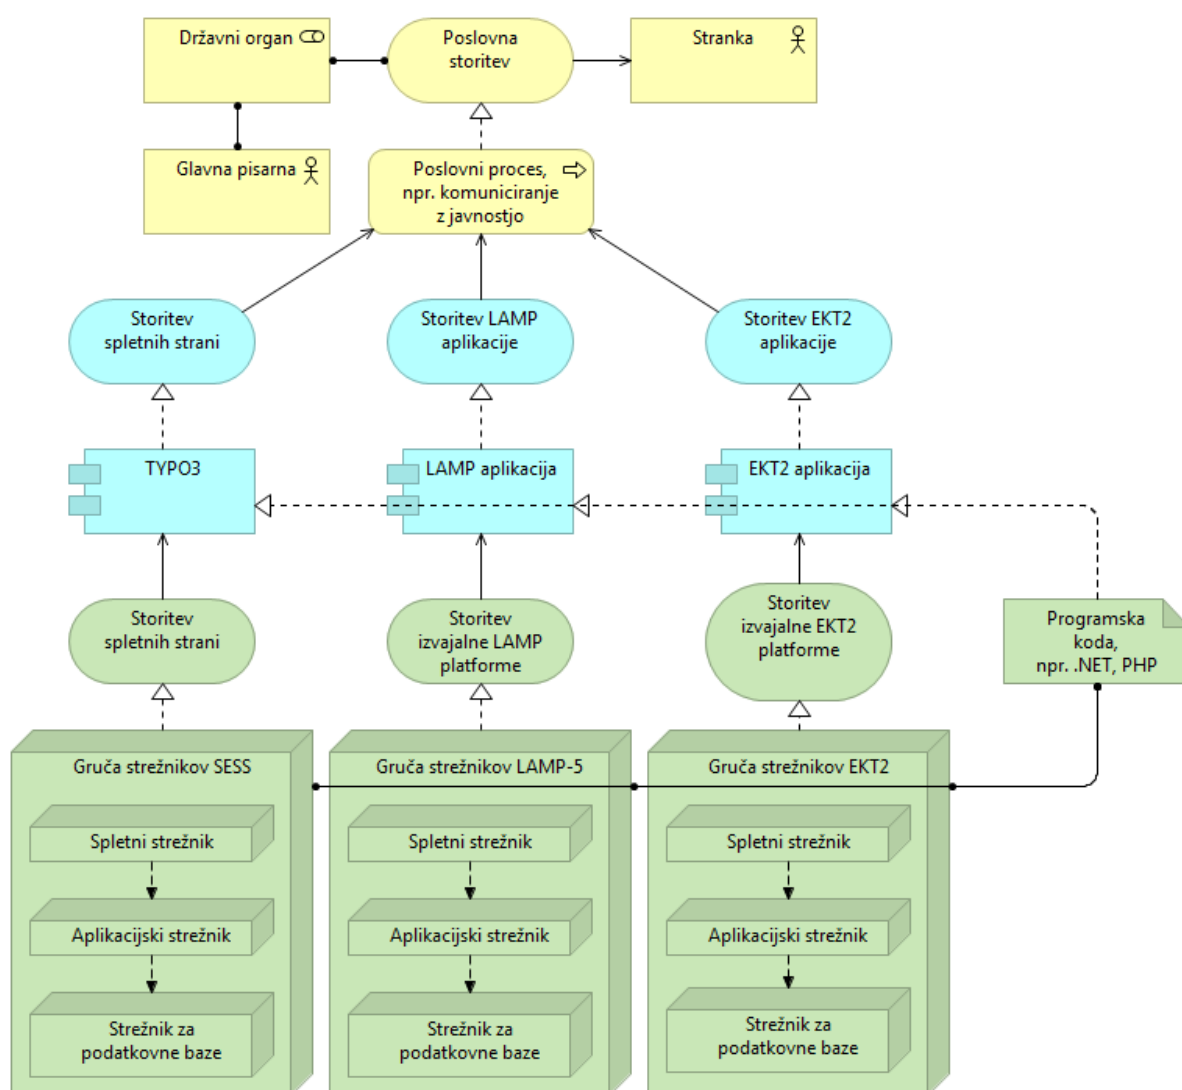 Državni organ
Poslovna
storitev
Stranka
Glavna pisarna
Poslovni proces,
npr. komuniciranje
z javnostjo
Storitev
spletnih strani
Storitev LAMP
aplikacije
Storitev EKT2
aplikacije
TYPO3
LAMP aplikacija
EKT2 aplikacija
Storitev
spletnih strani
Storitev
izvajalne LAMP
platforme
Storitev
izvajalne EKT2
platforme
Programska
koda,
npr. .NET, PHP
Gruča strežnikov SESS
Gruča strežnikov LAMP-5
Gruča strežnikov EKT2
Spletni strežnik
Spletni strežnik
Spletni strežnik
Aplikacijski strežnik
Aplikacijski strežnik
Aplikacijski strežnik
Strežnik za
podatkovne baze
Strežnik za
podatkovne baze
Strežnik za
podatkovne baze